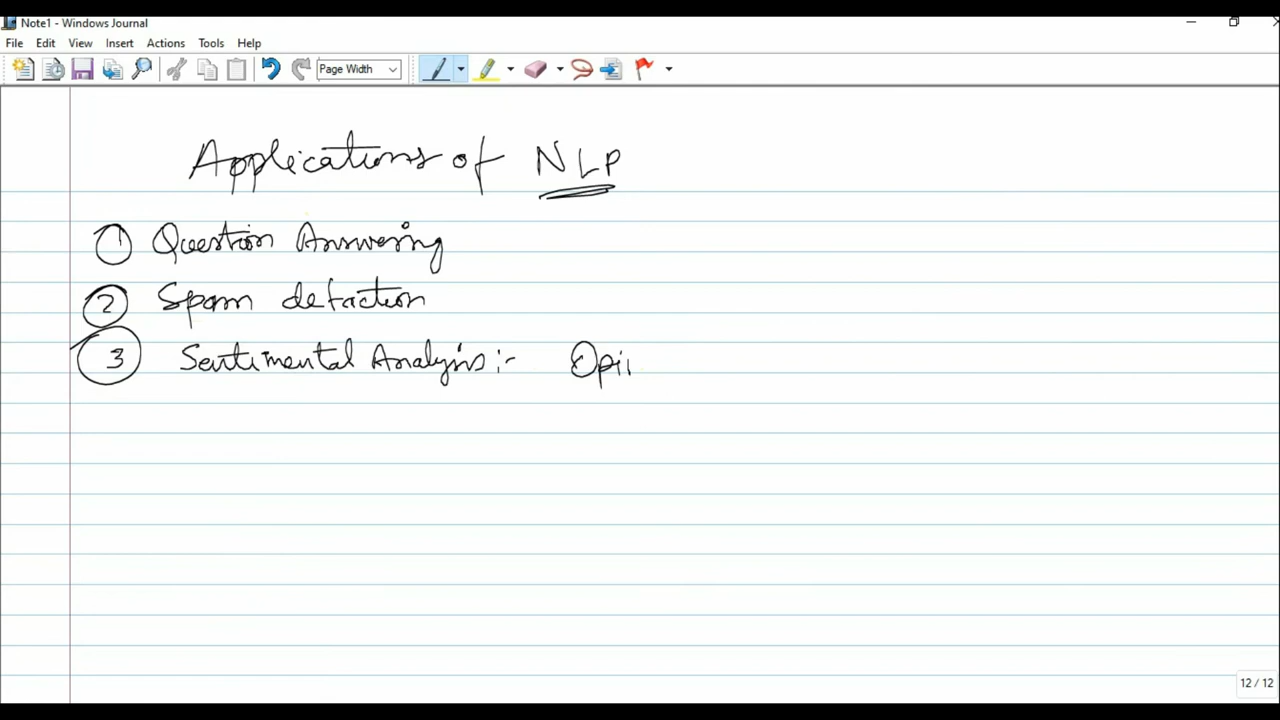 Note1 - Windows Journal
File Edit View Insert Actions Tools Help
Page Width
Applications of NLP
1 Question Answering
2 Spam detection
3 Sentimental Analysis :- Opii
12 / 12